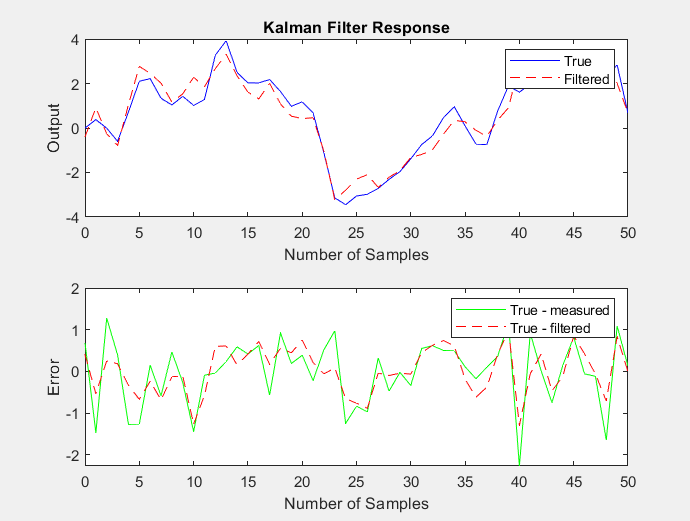 Kalman Filter Response
4
2
0
-2
-4
Output
True
Filtered
0 5 10 15 20 25 30 35 40 45 50
Number of Samples
2
1
0
-1
-2
Error
True - measured
True - filtered
0 5 10 15 20 25 30 35 40 45 50
Number of Samples